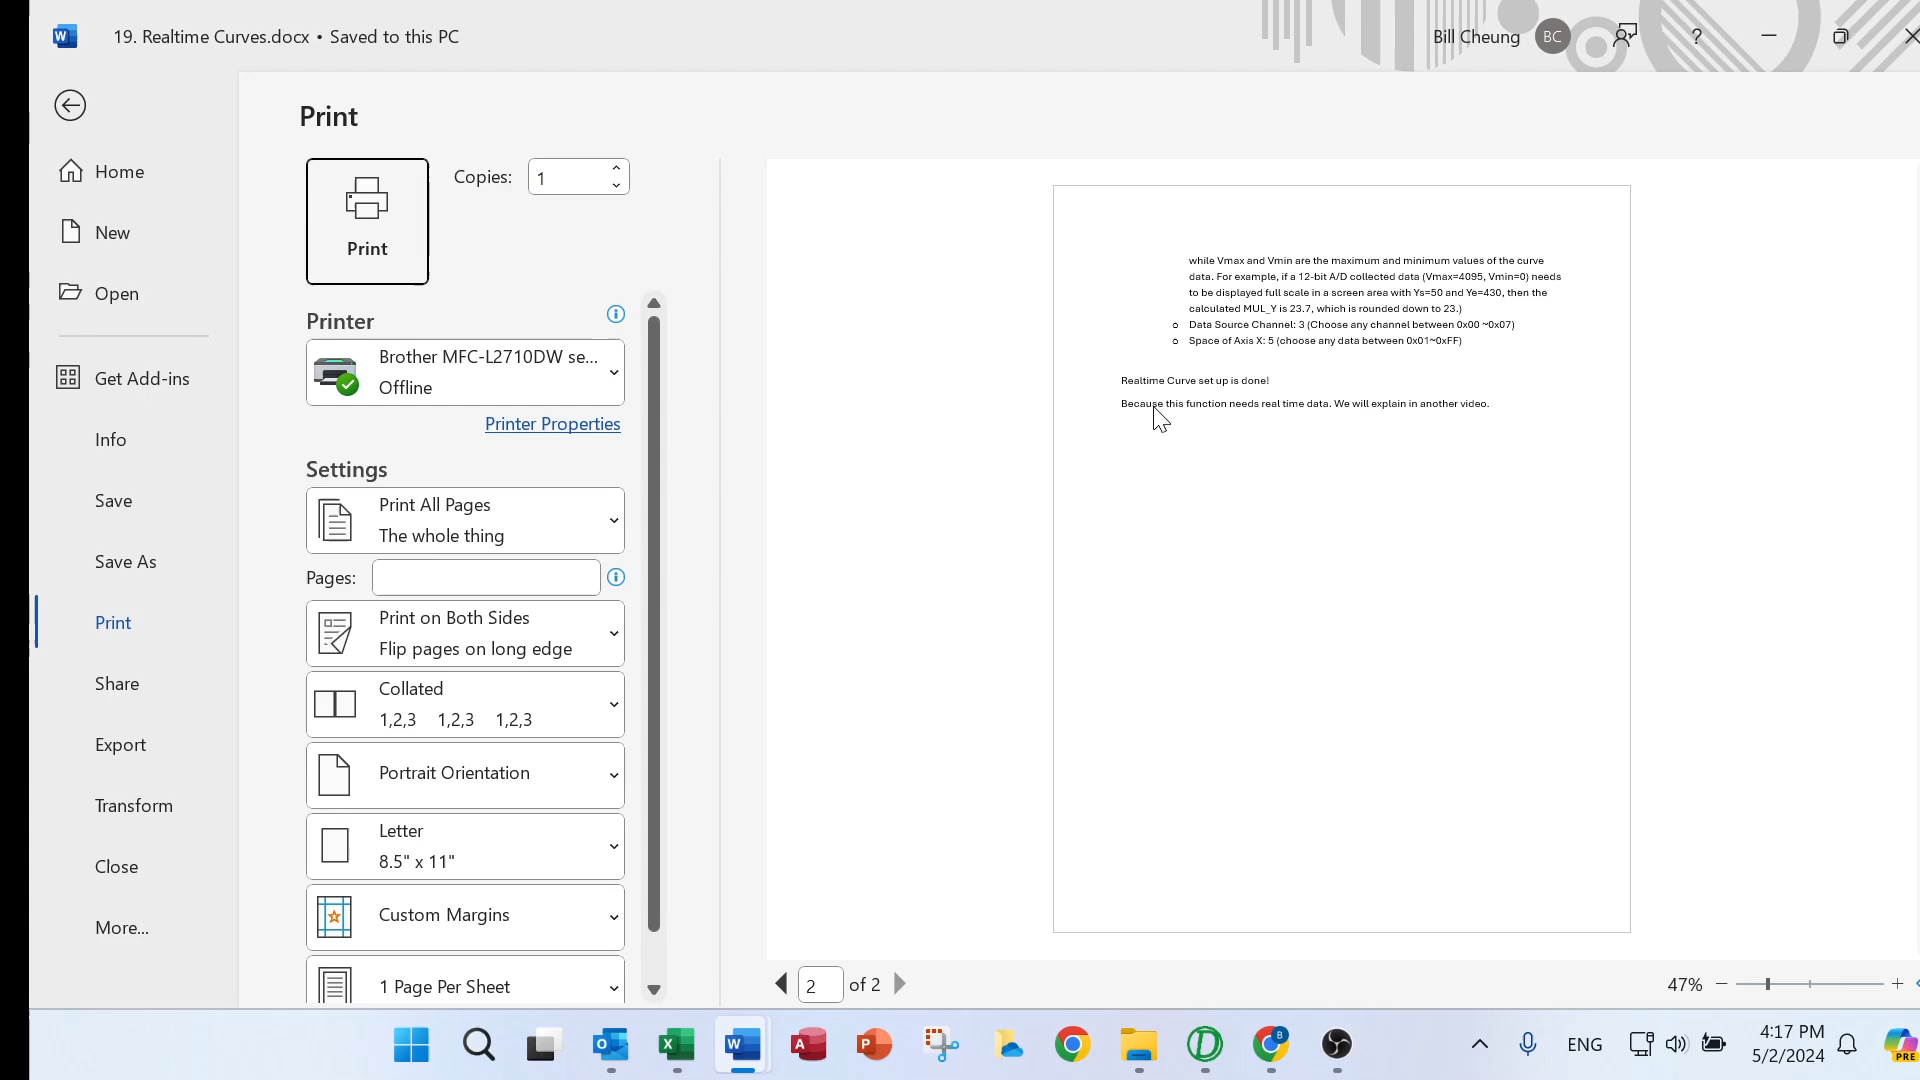 19. Realtime Curves.docx • Saved to this PC
Bill Cheung
BC
?
Print
Home
New
Open
Get Add-ins
Info
Save
Save As
Print
Share
Export
Transform
Close
More...
Print
Copies: 1
Printer
Brother MFC-L2710DW se...
Offline
Printer Properties
Settings
Print All Pages
The whole thing
Pages:
Print on Both Sides
Flip pages on long edge
Collated
1,2,3 1,2,3 1,2,3
Portrait Orientation
Letter
8.5" x 11"
Custom Margins
1 Page Per Sheet
while Vmax and Vmin are the maximum and minimum values of the curve
data. For example, if a 12-bit A/D collected data (Vmax=4095, Vmin=0) needs
to be displayed full scale in a screen area with Ys=50 and Ye=430, then the
calculated MUL_Y is 23.7, which is rounded down to 23.)
o Data Source Channel: 3 (Choose any channel between 0x00 ~0x07)
o Space of Axis X: 5 (choose any data between 0x01~0xFF)
Realtime Curve set up is done!
Because this function needs real time data. We will explain in another video.
2 of 2
47%
ENG
4:17 PM
5/2/2024
PRE